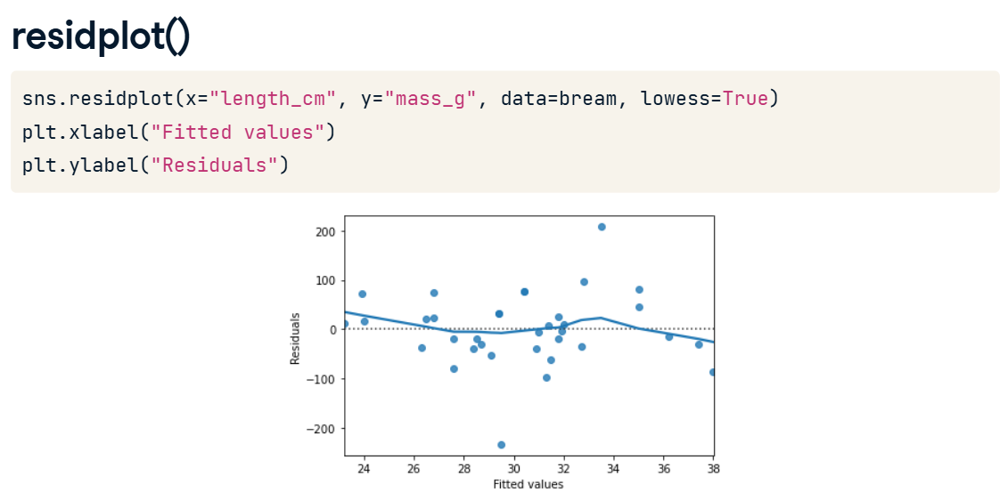 residplot()
sns.residplot(x="length_cm", y="mass_g", data=bream, lowess=True)
plt.xlabel("Fitted values")
plt.ylabel("Residuals")
200
100
0
−100
−200
Residuals
24 26 28 30 32 34 36 38
Fitted values